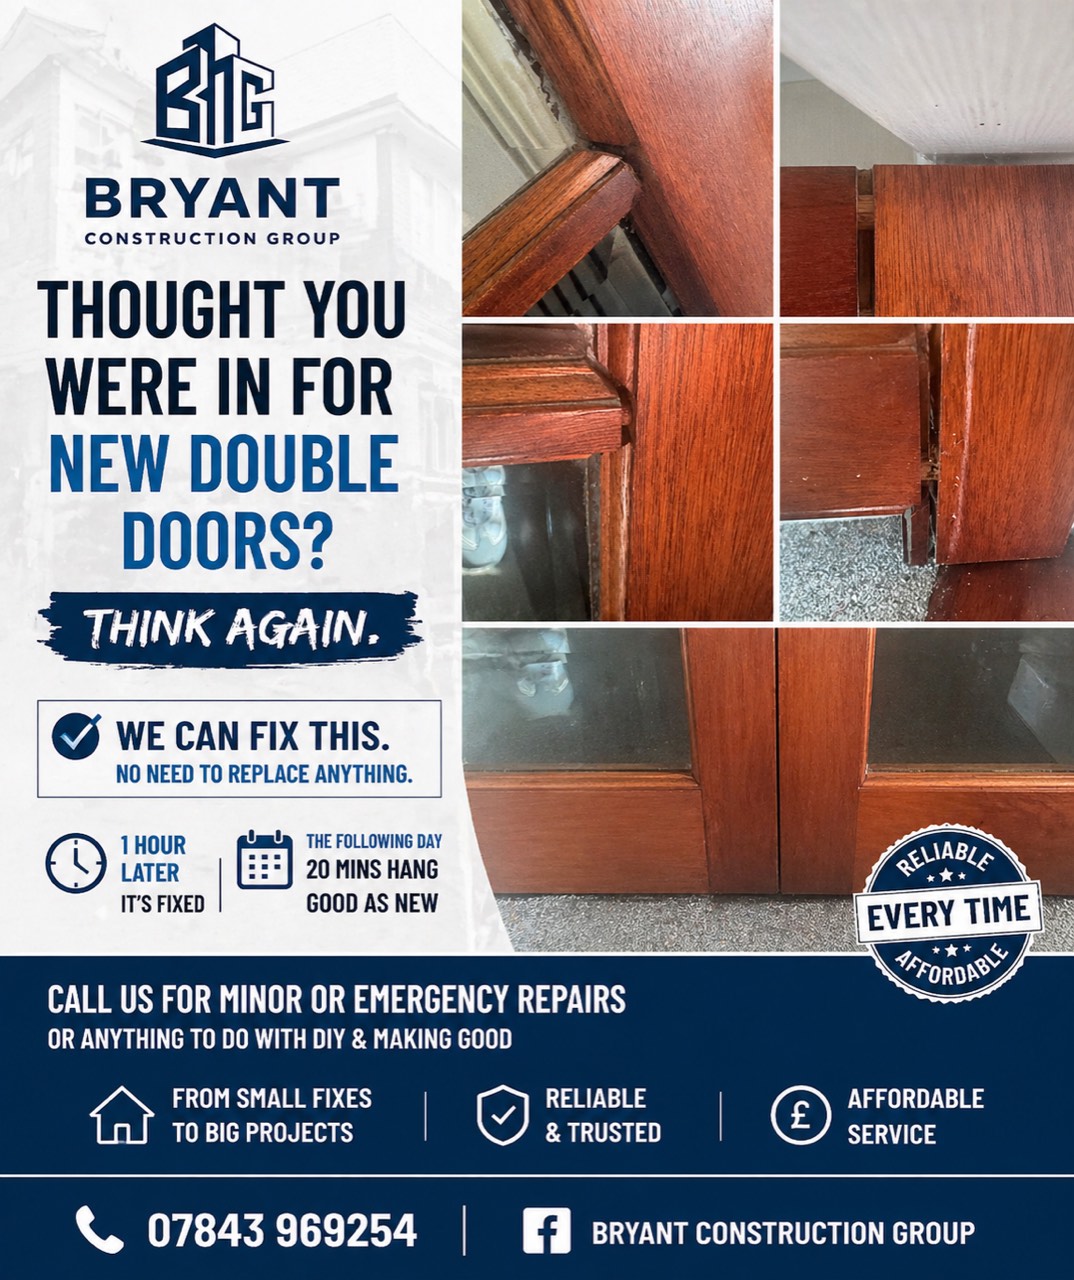 BHG
BRYANT
CONSTRUCTION GROUP
THOUGHT YOU
WERE IN FOR
NEW DOUBLE
DOORS?
THINK AGAIN.
WE CAN FIX THIS.
NO NEED TO REPLACE ANYTHING.
1 HOUR
LATER
IT'S FIXED
THE FOLLOWING DAY
20 MINS HANG
GOOD AS NEW
RELIABLE
EVERY TIME
AFFORDABLE
CALL US FOR MINOR OR EMERGENCY REPAIRS
OR ANYTHING TO DO WITH DIY & MAKING GOOD
FROM SMALL FIXES
TO BIG PROJECTS
RELIABLE
& TRUSTED
£
AFFORDABLE
SERVICE
07843 969254
f
BRYANT CONSTRUCTION GROUP